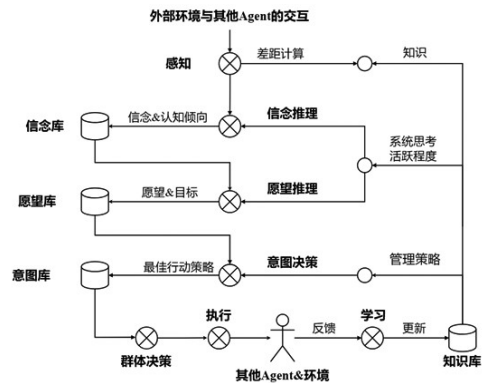 外部环境与其他Agent的交互
感知
差距计算
知识
信念库
信念&认知倾向
信念推理
系统思考
活跃程度
愿望库
愿望&目标
愿望推理
意图库
最佳行动策略
意图决策
管理策略
执行
学习
反馈
更新
群体决策
其他Agent&环境
知识库